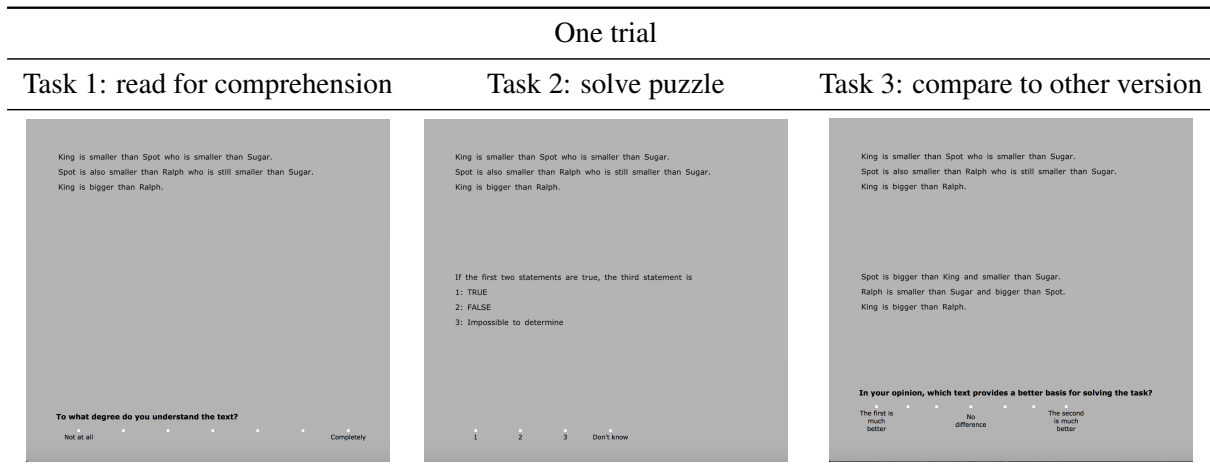 One trial
Task 1: read for comprehension
Task 2: solve puzzle
Task 3: compare to other version
King is smaller than Spot who is smaller than Sugar.
Spot is also smaller than Ralph who is still smaller than Sugar.
King is bigger than Ralph.
To what degree do you understand the text?
Not at all
Completely
King is smaller than Spot who is smaller than Sugar.
Spot is also smaller than Ralph who is still smaller than Sugar.
King is bigger than Ralph.
If the first two statements are true, the third statement is
1: TRUE
2: FALSE
3: Impossible to determine
1 2 3 Don't know
King is smaller than Spot who is smaller than Sugar.
Spot is also smaller than Ralph who is still smaller than Sugar.
King is bigger than Ralph.
Spot is bigger than King and smaller than Sugar.
Ralph is smaller than Sugar and bigger than Spot.
King is bigger than Ralph.
In your opinion, which text provides a better basis for solving the task?
The first is
much
better
No
difference
The second
is much
better